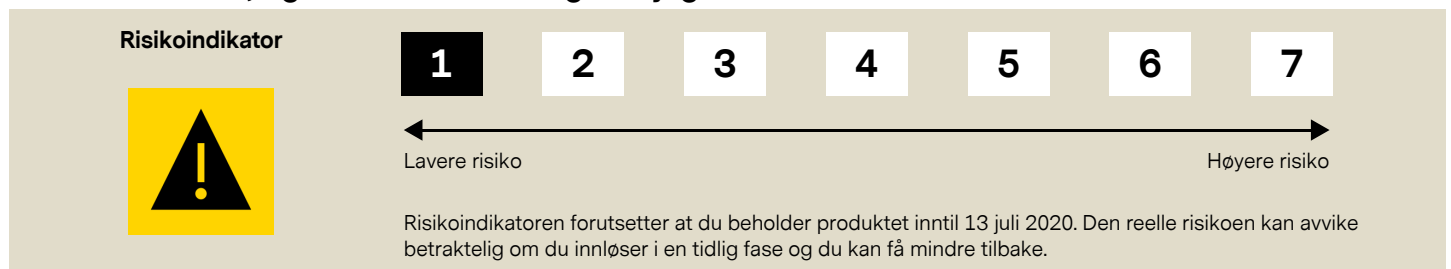 Risikoindikator
1 2 3 4 5 6 7
Lavere risiko Høyere risiko
Risikoindikatoren forutsetter at du beholder produktet inntil 13 juli 2020. Den reelle risikoen kan avvike
betraktelig om du innløser i en tidlig fase og du kan få mindre tilbake.